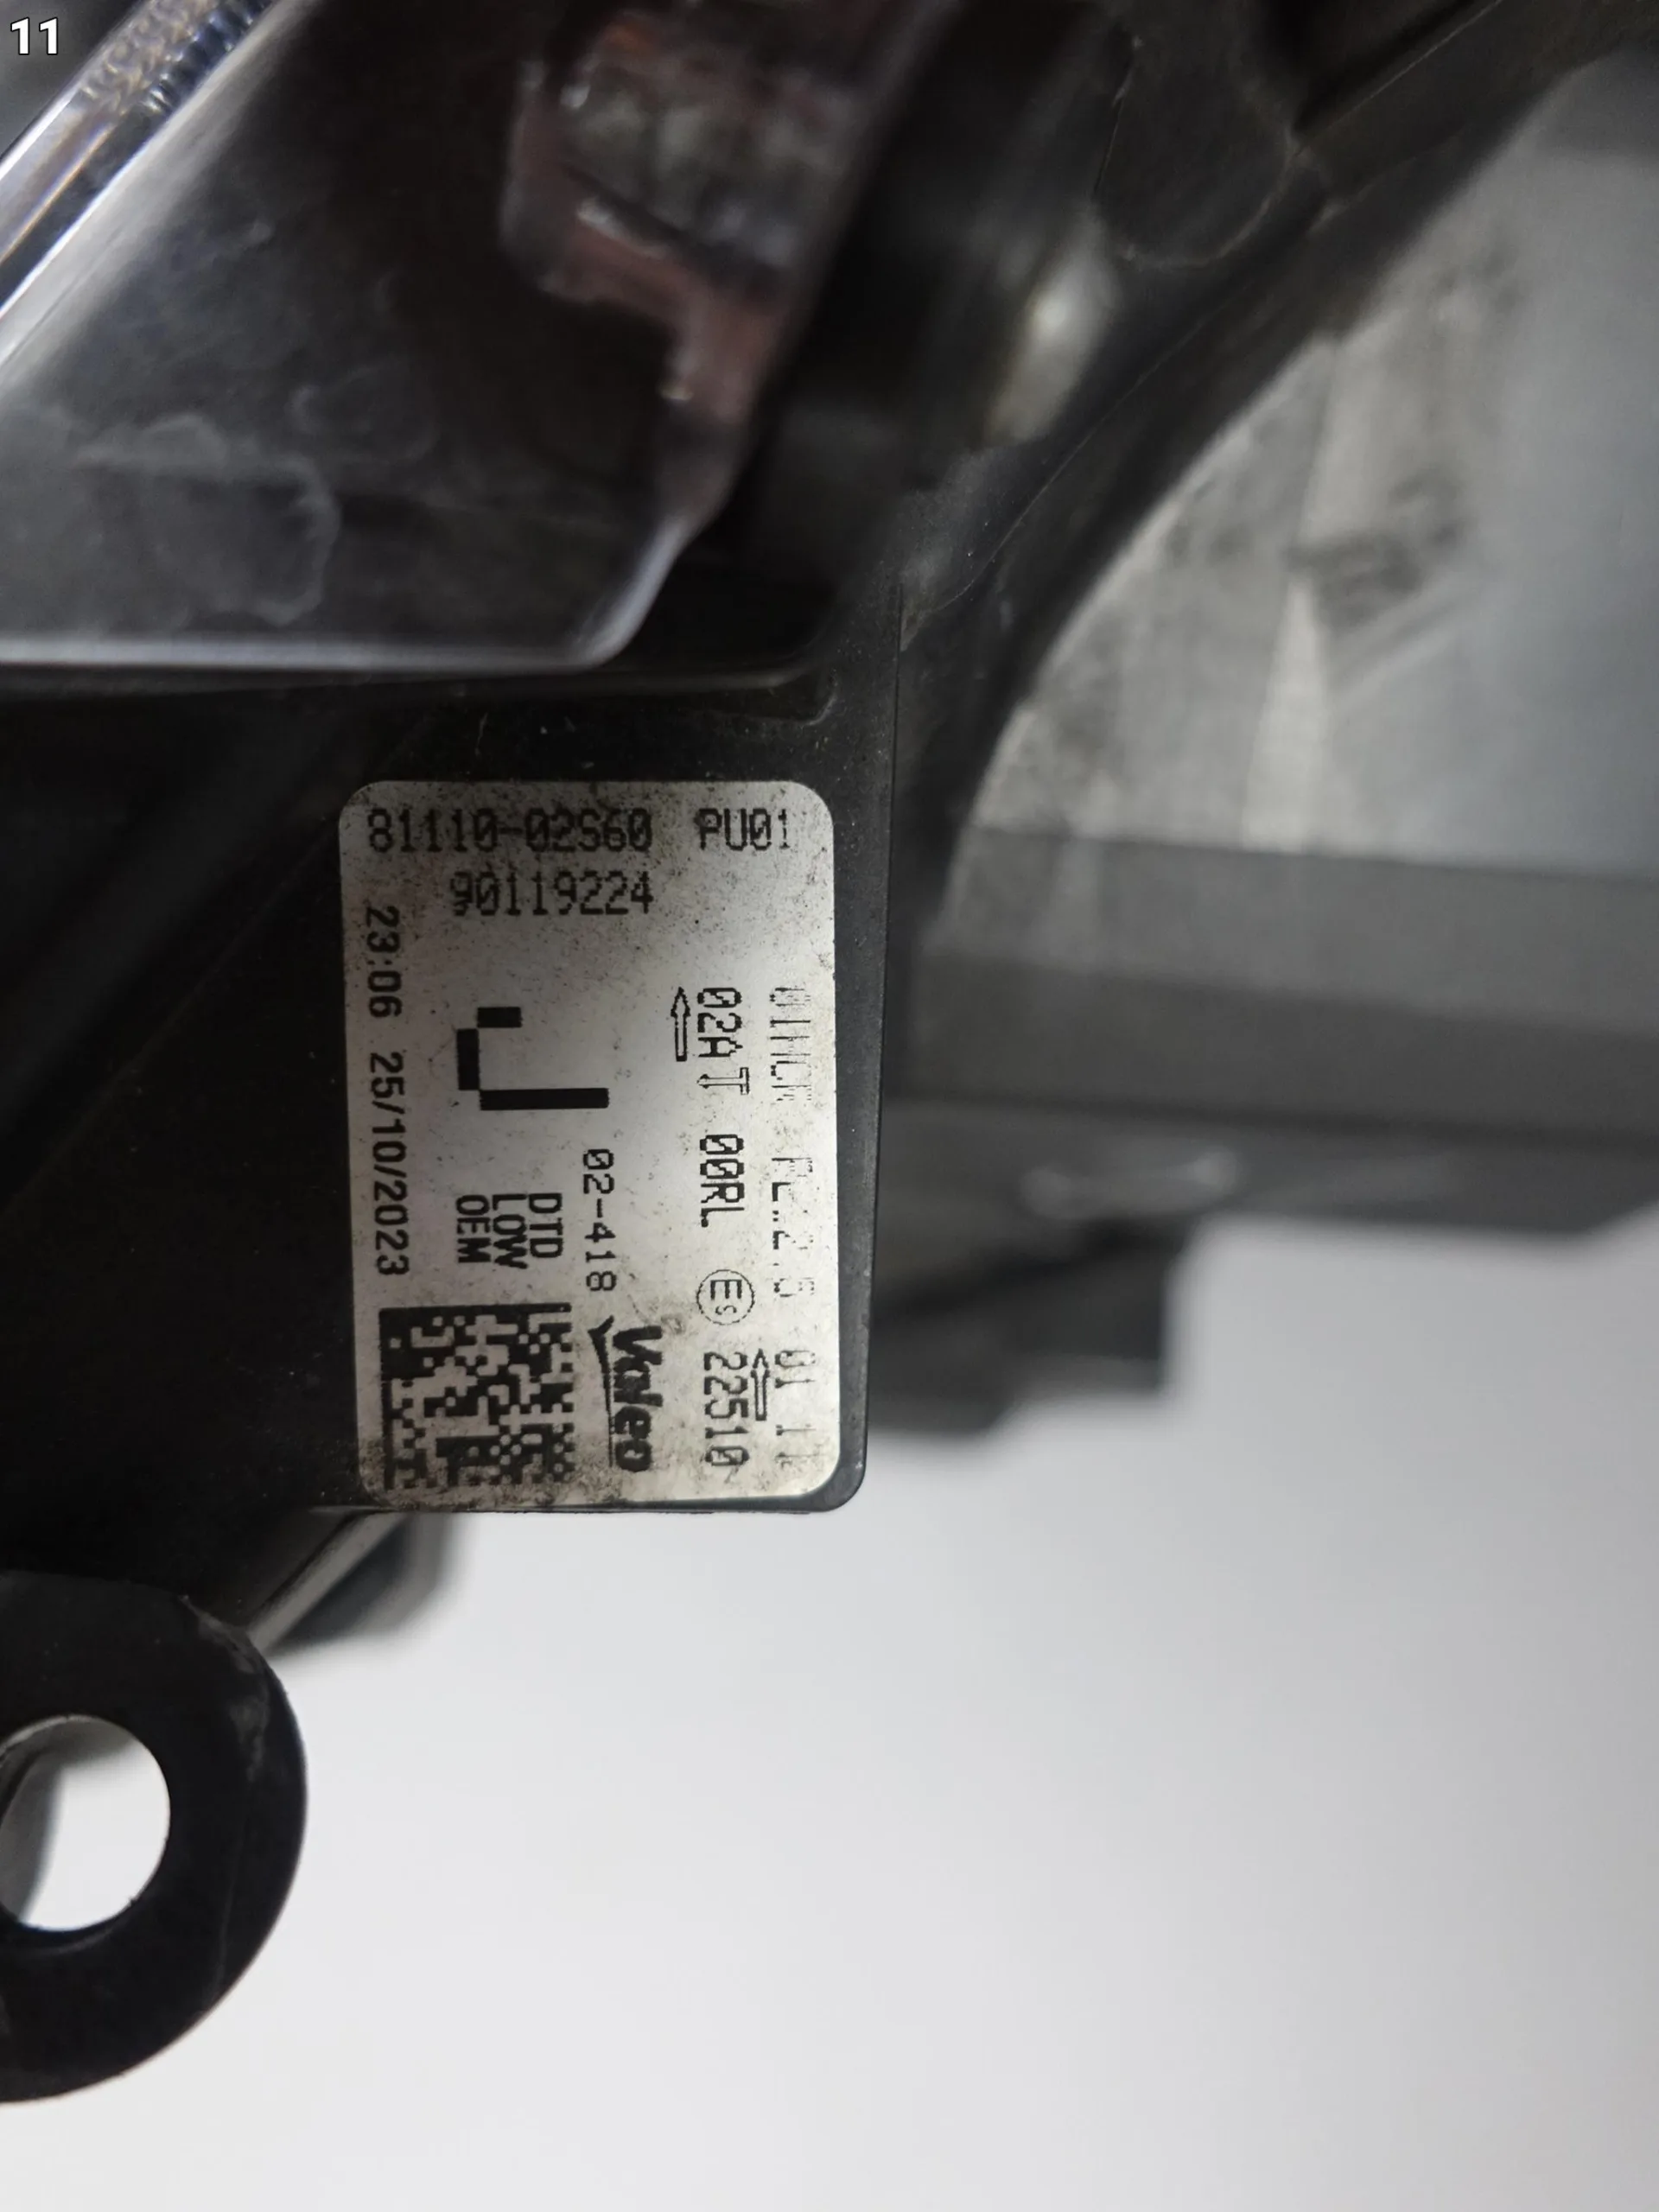 11
81110-02S60 PU01
90119224
02A T 00RL E 22510
02-418
Valeo
DTD
LOW
OEM
J
23:06 25/10/2023